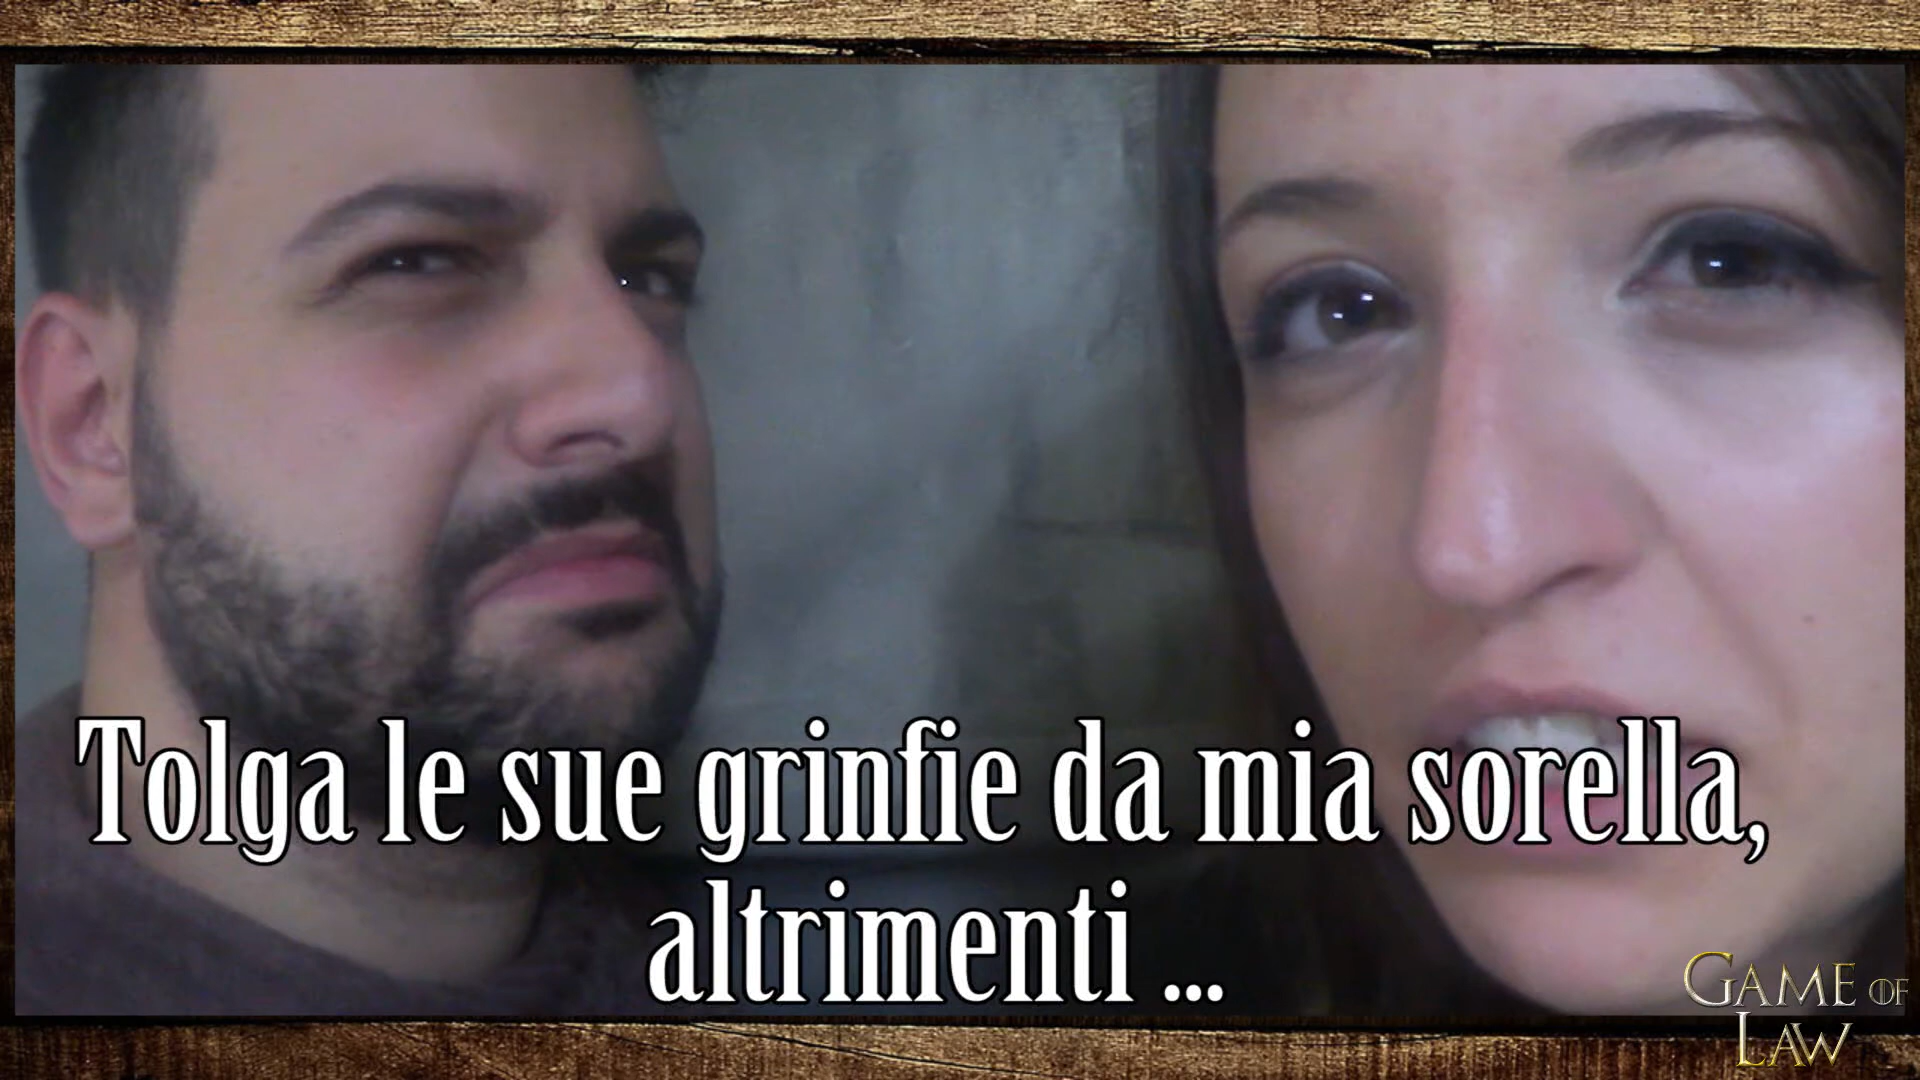 Tolga le sue grinfie da mia sorella,
altrimenti ...
GAME OF
LAW